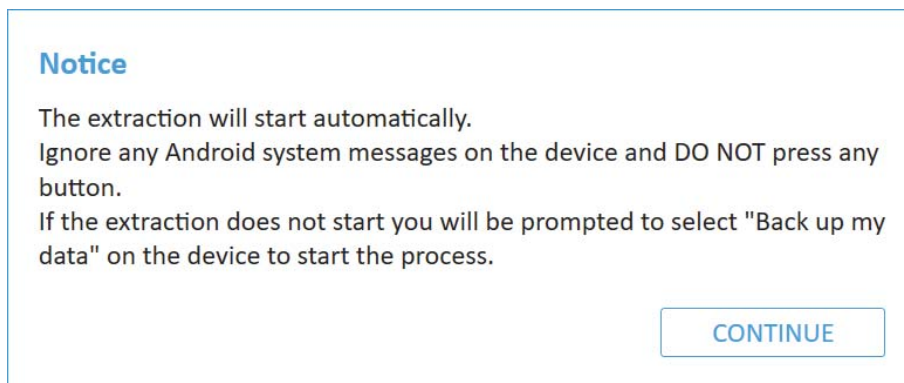 Notice
The extraction will start automatically.
Ignore any Android system messages on the device and DO NOT press any
button.
If the extraction does not start you will be prompted to select "Back up my
data" on the device to start the process.
CONTINUE